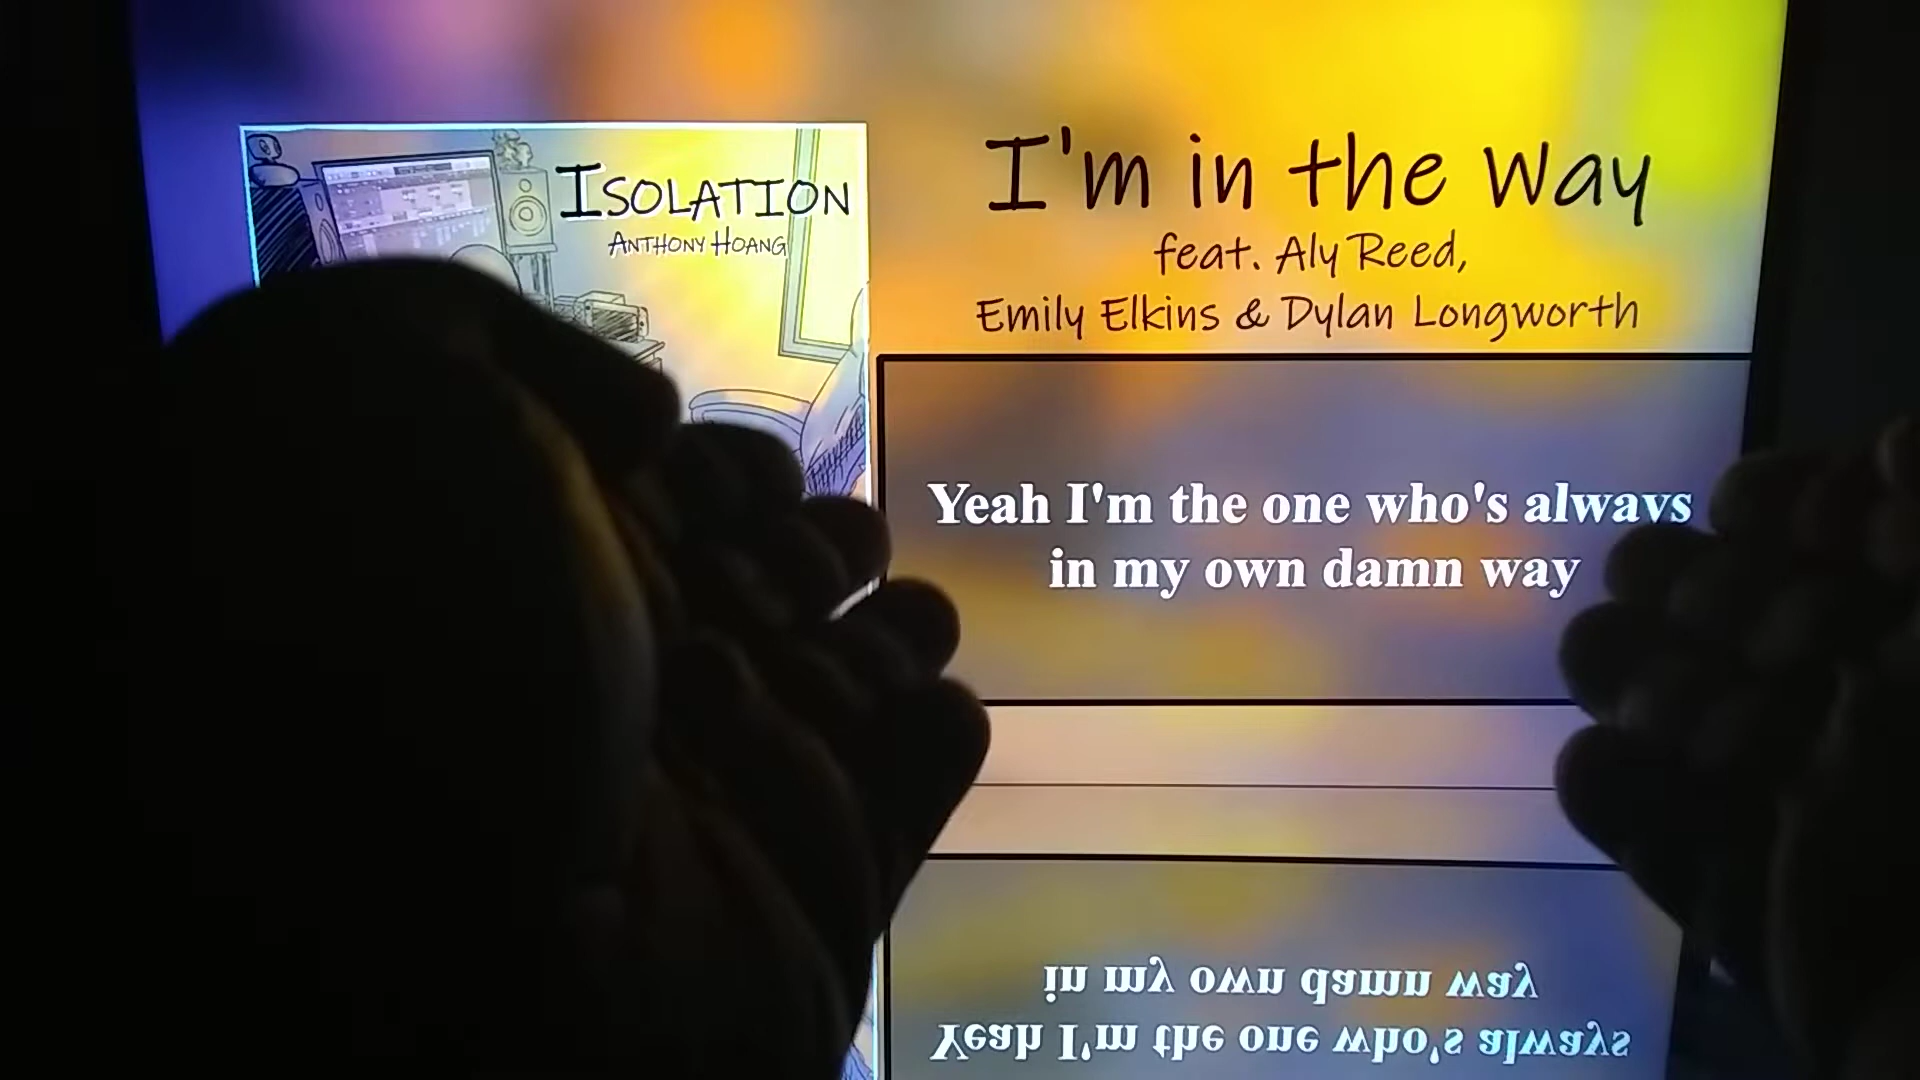 ISOLATION
ANTHONY HOANG
I'm in the way
feat. Aly Reed,
Emily Elkins & Dylan Longworth
Yeah I'm the one who's always
in my own damn way
in my own damn way
Yeah I'm the one who's always